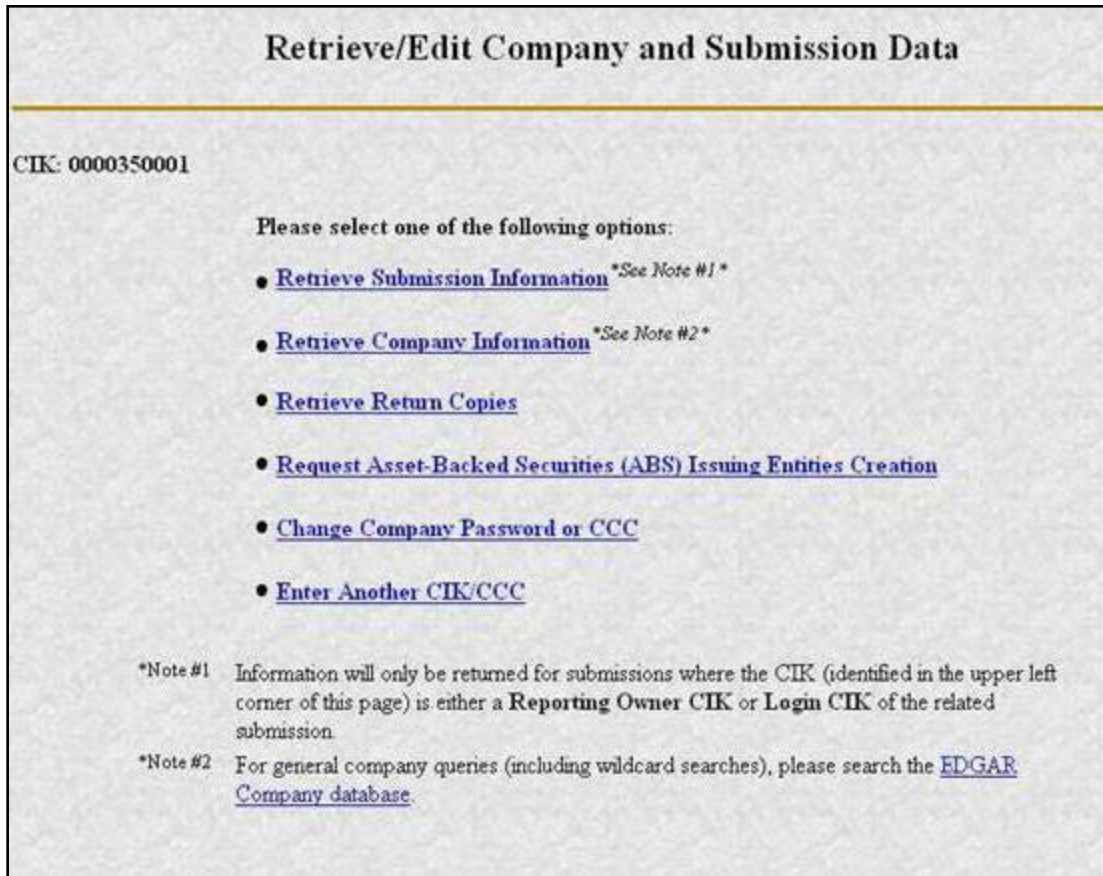 Retrieve/Edit Company and Submission Data
CIK: 0000350001
Please select one of the following options:
Retrieve Submission Information *See Note #1*
Retrieve Company Information *See Note #2*
Retrieve Return Copies
Request Asset-Backed Securities (ABS) Issuing Entities Creation
Change Company Password or CCC
Enter Another CIK/CCC
*Note #1 Information will only be returned for submissions where the CIK (identified in the upper left
corner of this page) is either a Reporting Owner CIK or Login CIK of the related
submission.
*Note #2 For general company queries (including wildcard searches), please search the EDGAR
Company database.